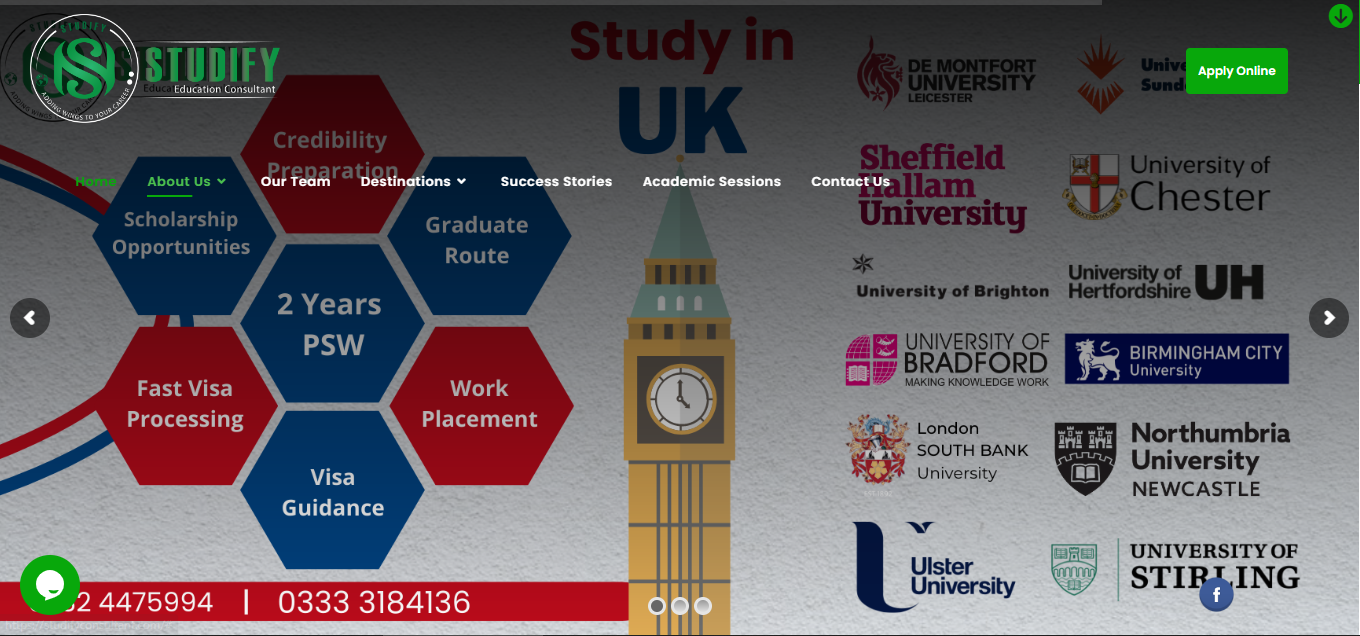 STUDIFY
ADDING WINGS TO YOUR CAREER
STUDIFY
Education Consultant
Study in
UK
Apply Online
Home
About Us
Our Team
Destinations
Success Stories
Academic Sessions
Contact Us
Credibility
Preparation
Scholarship
Opportunities
Graduate
Route
2 Years
PSW
Fast Visa
Processing
Work
Placement
Visa
Guidance
2 4475994 | 0333 3184136
DE MONTFORT
UNIVERSITY
LEICESTER
Unive
Sunde
Sheffield
Hallam
University
University of
Chester
University of Brighton
University of
Hertfordshire UH
UNIVERSITY OF
BRADFORD
MAKING KNOWLEDGE WORK
BIRMINGHAM CITY
University
London
SOUTH BANK
University
Northumbria
University
NEWCASTLE
Ulster
University
UNIVERSITY OF
STIRLING
f